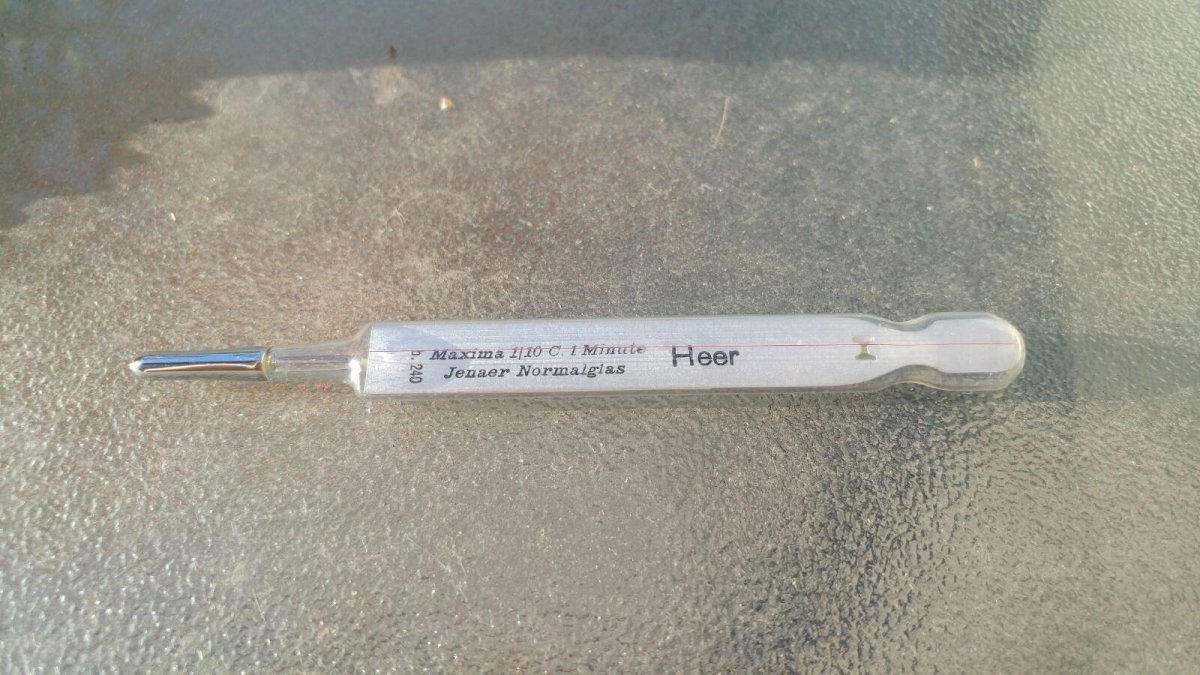 Maxima 1|10 C. 1 Minute
Jenaer Normalglas
Heer
240